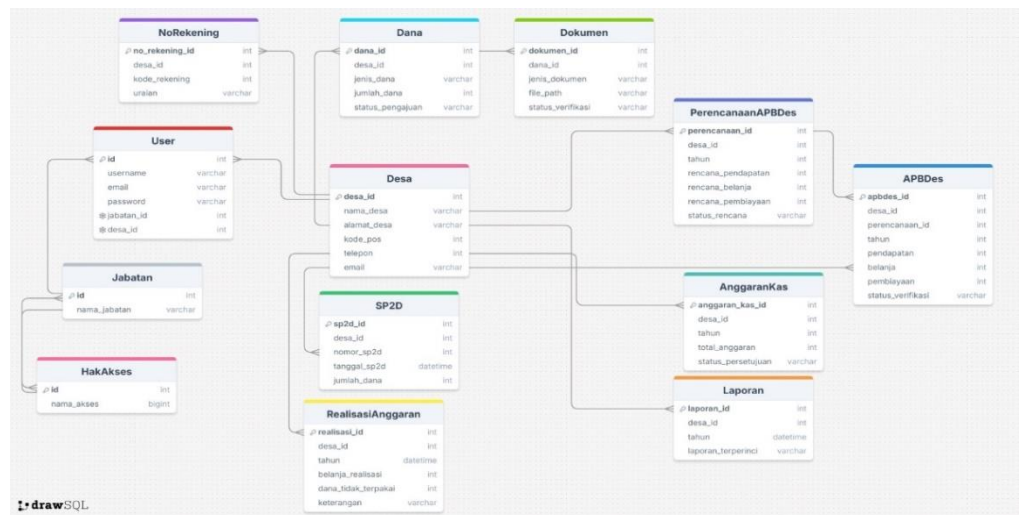 NoRekening
no_rekening_id int
desa_id int
kode_rekening int
uraian varchar
Dana
dana_id int
desa_id int
jenis_dana varchar
jumlah_dana int
status_pengajuan varchar
Dokumen
dokumen_id int
dana_id int
jenis_dokumen varchar
file_path varchar
status_verifikasi varchar
PerencanaanAPBDes
perencanaan_id int
desa_id int
tahun int
rencana_pendapatan int
rencana_belanja int
rencana_pembiayaan int
status_rencana varchar
User
id int
username varchar
email varchar
password varchar
jabatan_id int
desa_id int
Desa
desa_id int
nama_desa varchar
alamat_desa varchar
kode_pos int
telepon int
email varchar
APBDes
apbdes_id int
desa_id int
perencanaan_id int
tahun int
pendapatan int
belanja int
pembiayaan int
status_verifikasi varchar
Jabatan
id int
nama_jabatan varchar
SP2D
sp2d_id int
desa_id int
nomor_sp2d int
tanggal_sp2d datetime
jumlah_dana int
AnggaranKas
anggaran_kas_id int
desa_id int
tahun int
total_anggaran int
status_persetujuan varchar
HakAkses
id int
nama_akses bigint
RealisasiAnggaran
realisasi_id int
desa_id int
tahun datetime
belanja_realisasi int
dana_tidak_terpakai int
keterangan varchar
Laporan
laporan_id int
desa_id int
tahun datetime
laporan_terperinci varchar
drawSQL